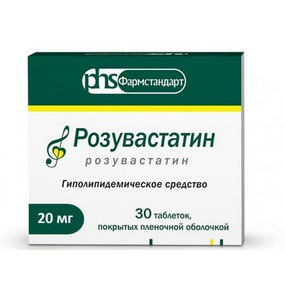 phs Фармстандарт
Розувастатин
розувастатин
Гиполипидемическое средство
20 мг
30 таблеток,
покрытых пленочной оболочкой